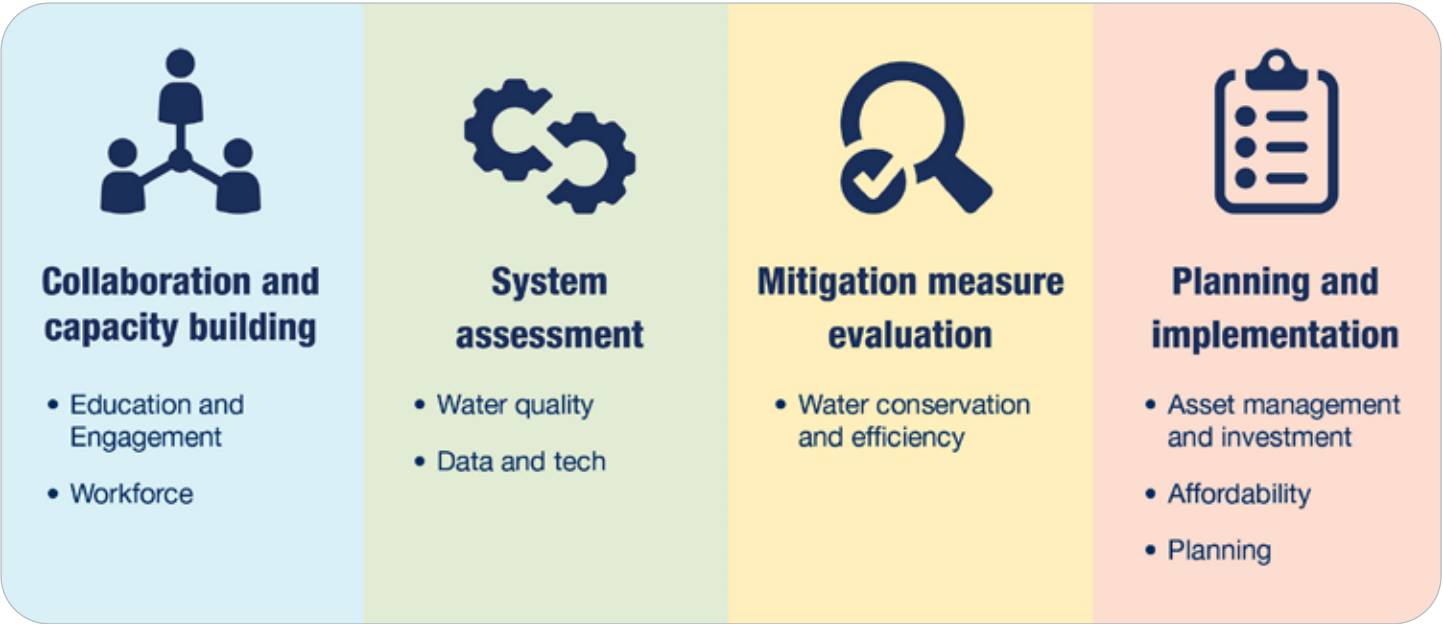 Collaboration and
capacity building
• Education and
Engagement
• Workforce
System
assessment
• Water quality
• Data and tech
Mitigation measure
evaluation
• Water conservation
and efficiency
Planning and
implementation
• Asset management
and investment
• Affordability
• Planning